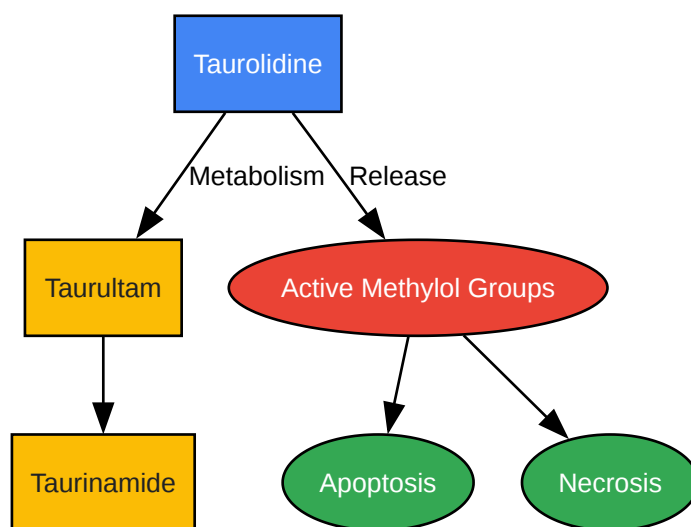 Taurolidine
Metabolism
Release
Taurultam
Active Methylol Groups
Taurinamide
Apoptosis
Necrosis